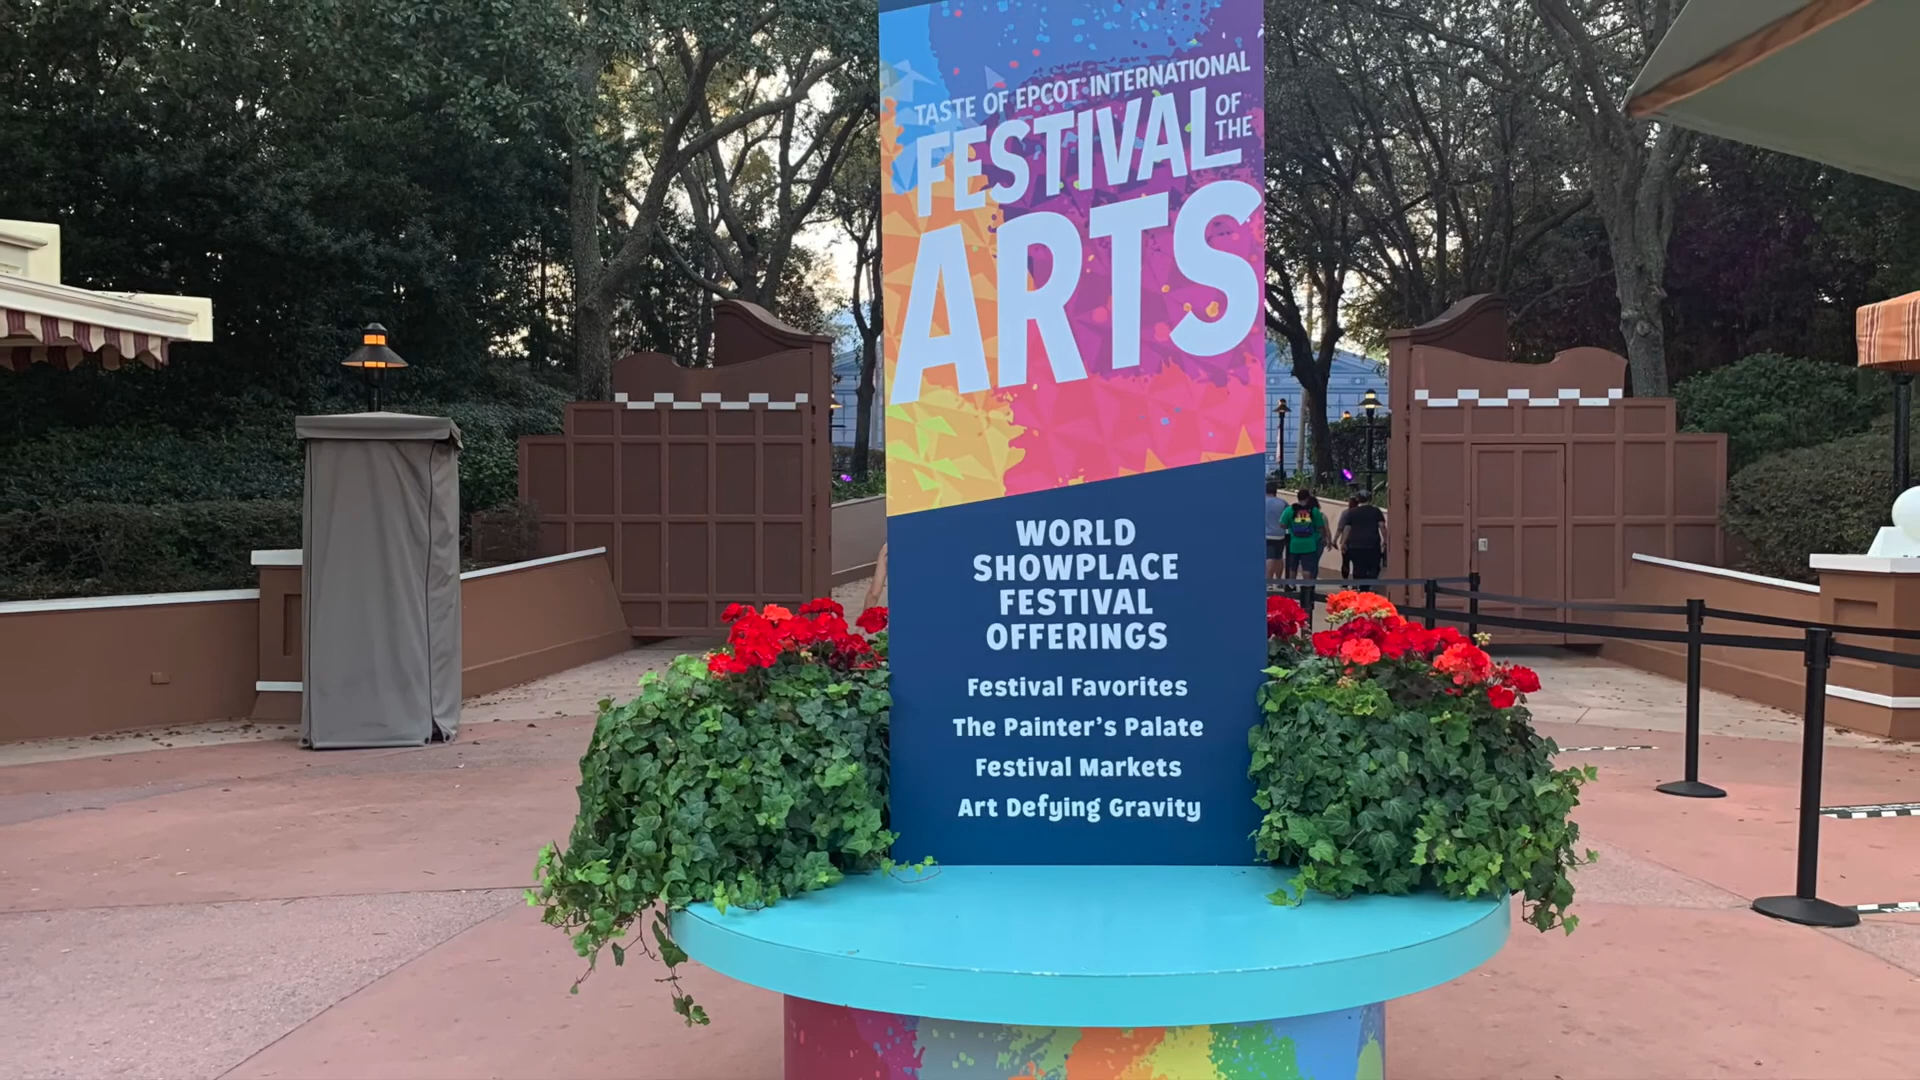 TASTE OF EPCOT INTERNATIONAL
FESTIVAL OF THE
ARTS
WORLD
SHOWPLACE
FESTIVAL
OFFERINGS
Festival Favorites
The Painter's Palate
Festival Markets
Art Defying Gravity